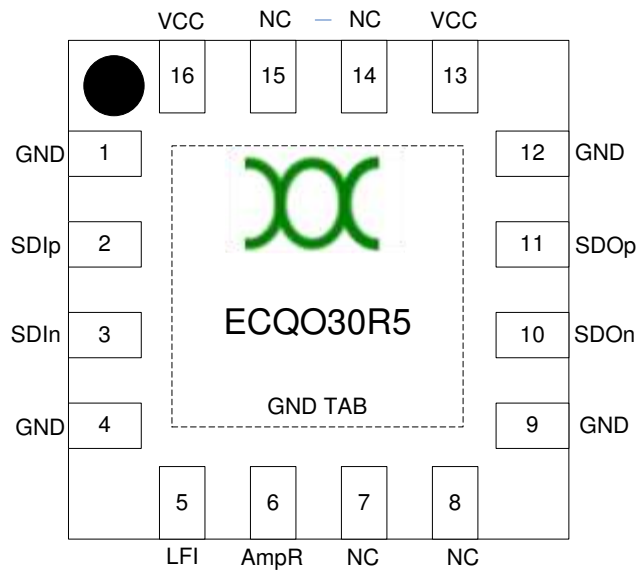 VCC NC – NC VCC
16 15 14 13
GND 1 12 GND
SDIp 2 11 SDOp
SDIn 3 10 SDOn
ECQO30R5
GND 4 9 GND
GND TAB
5 6 7 8
LFI AmpR NC NC